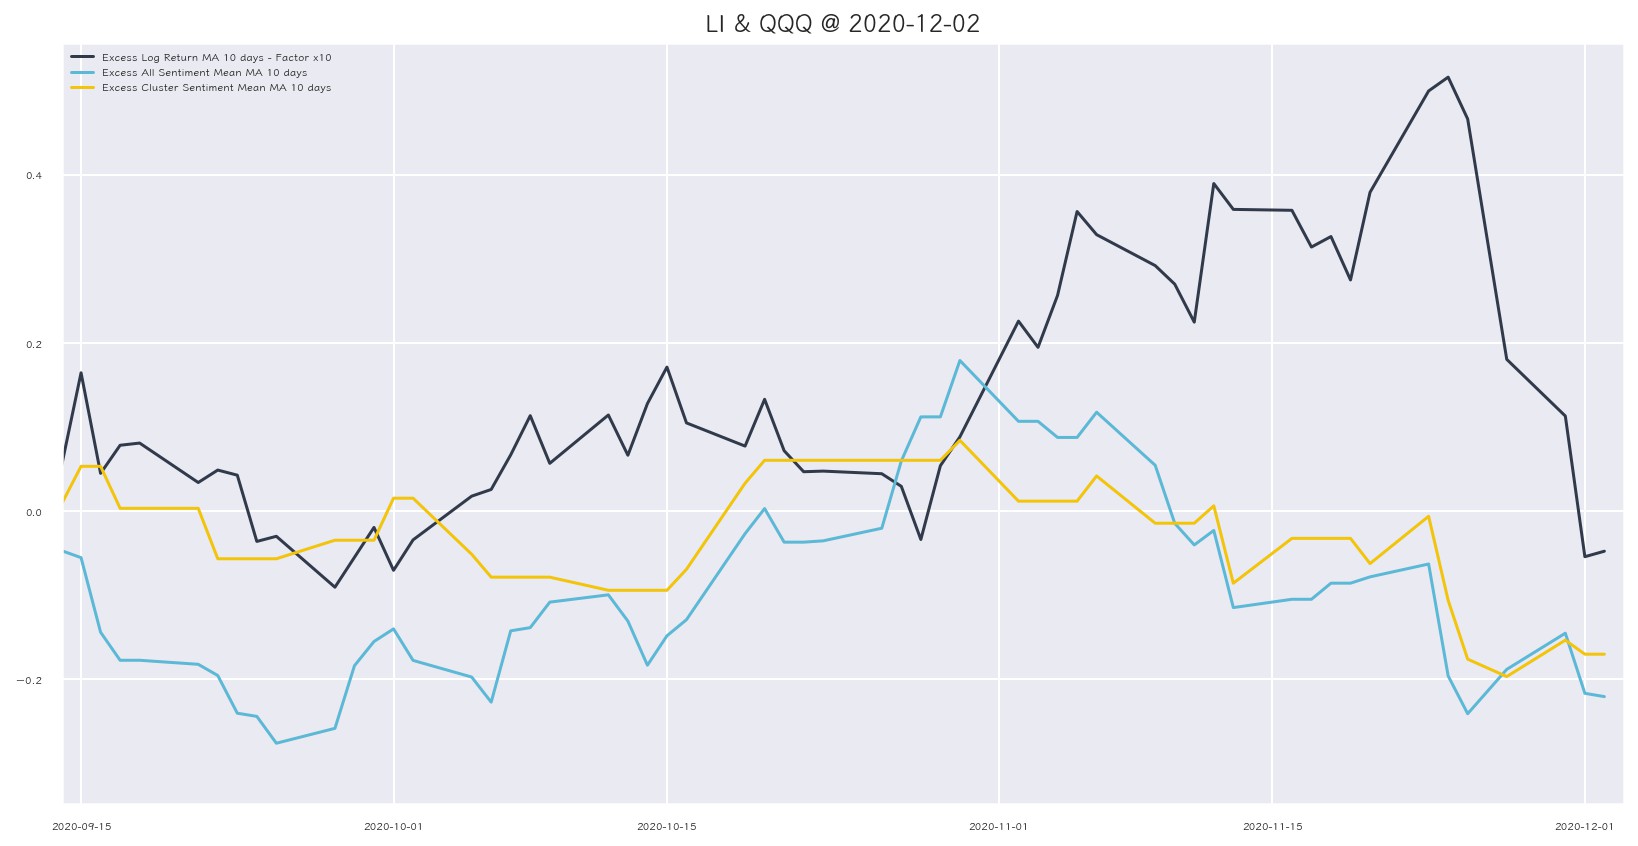 LI & QQQ @ 2020-12-02
Excess Log Return MA 10 days - Factor x10
Excess All Sentiment Mean MA 10 days
Excess Cluster Sentiment Mean MA 10 days
0.4
0.2
0.0
−0.2
2020-09-15 2020-10-01 2020-10-15 2020-11-01 2020-11-15 2020-12-01